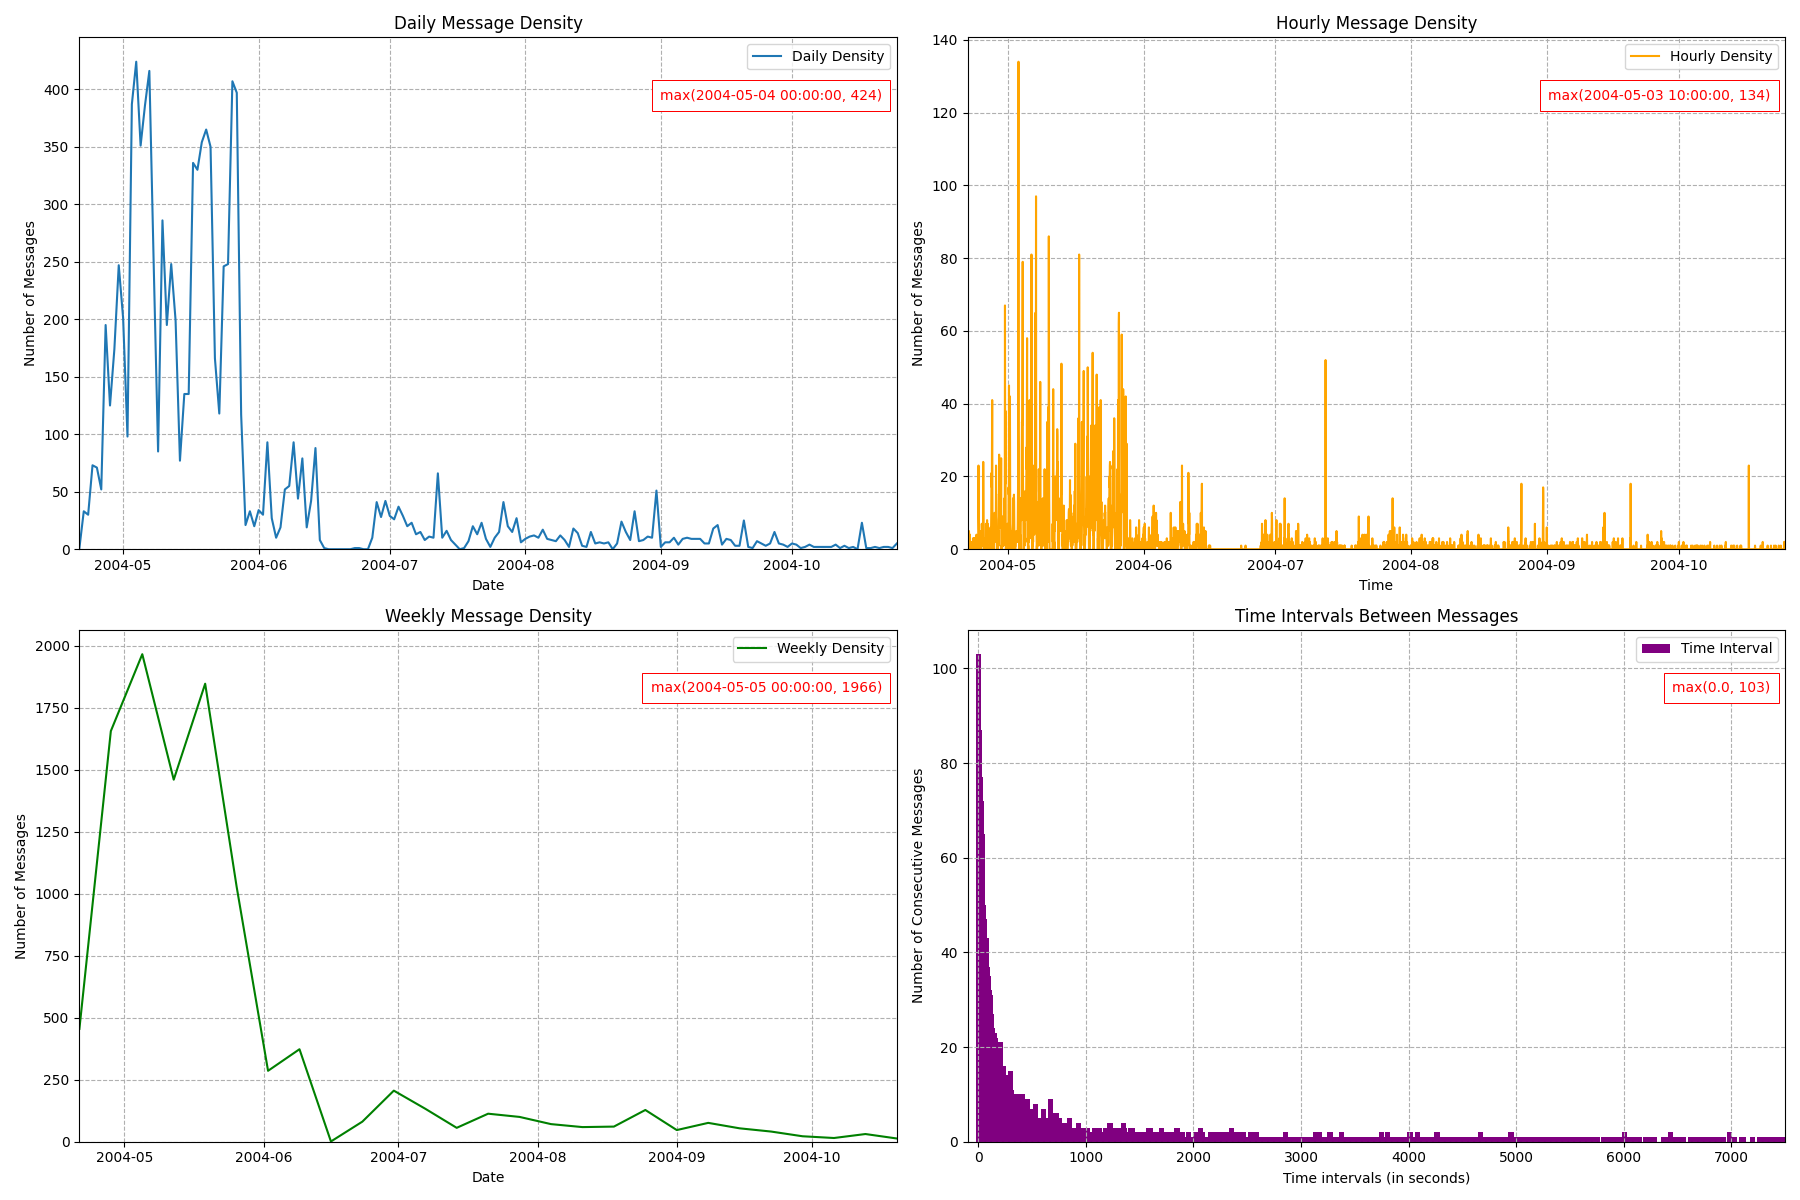 Daily Message Density
Number of Messages
400
350
300
250
200
150
100
50
0
2004-05 2004-06 2004-07 2004-08 2004-09 2004-10
Date
Daily Density
max(2004-05-04 00:00:00, 424)
Hourly Message Density
Number of Messages
140
120
100
80
60
40
20
0
2004-05 2004-06 2004-07 2004-08 2004-09 2004-10
Time
Hourly Density
max(2004-05-03 10:00:00, 134)
Weekly Message Density
Number of Messages
2000
1750
1500
1250
1000
750
500
250
0
2004-05 2004-06 2004-07 2004-08 2004-09 2004-10
Date
Weekly Density
max(2004-05-05 00:00:00, 1966)
Time Intervals Between Messages
Number of Consecutive Messages
100
80
60
40
20
0
0 1000 2000 3000 4000 5000 6000 7000
Time intervals (in seconds)
Time Interval
max(0.0, 103)